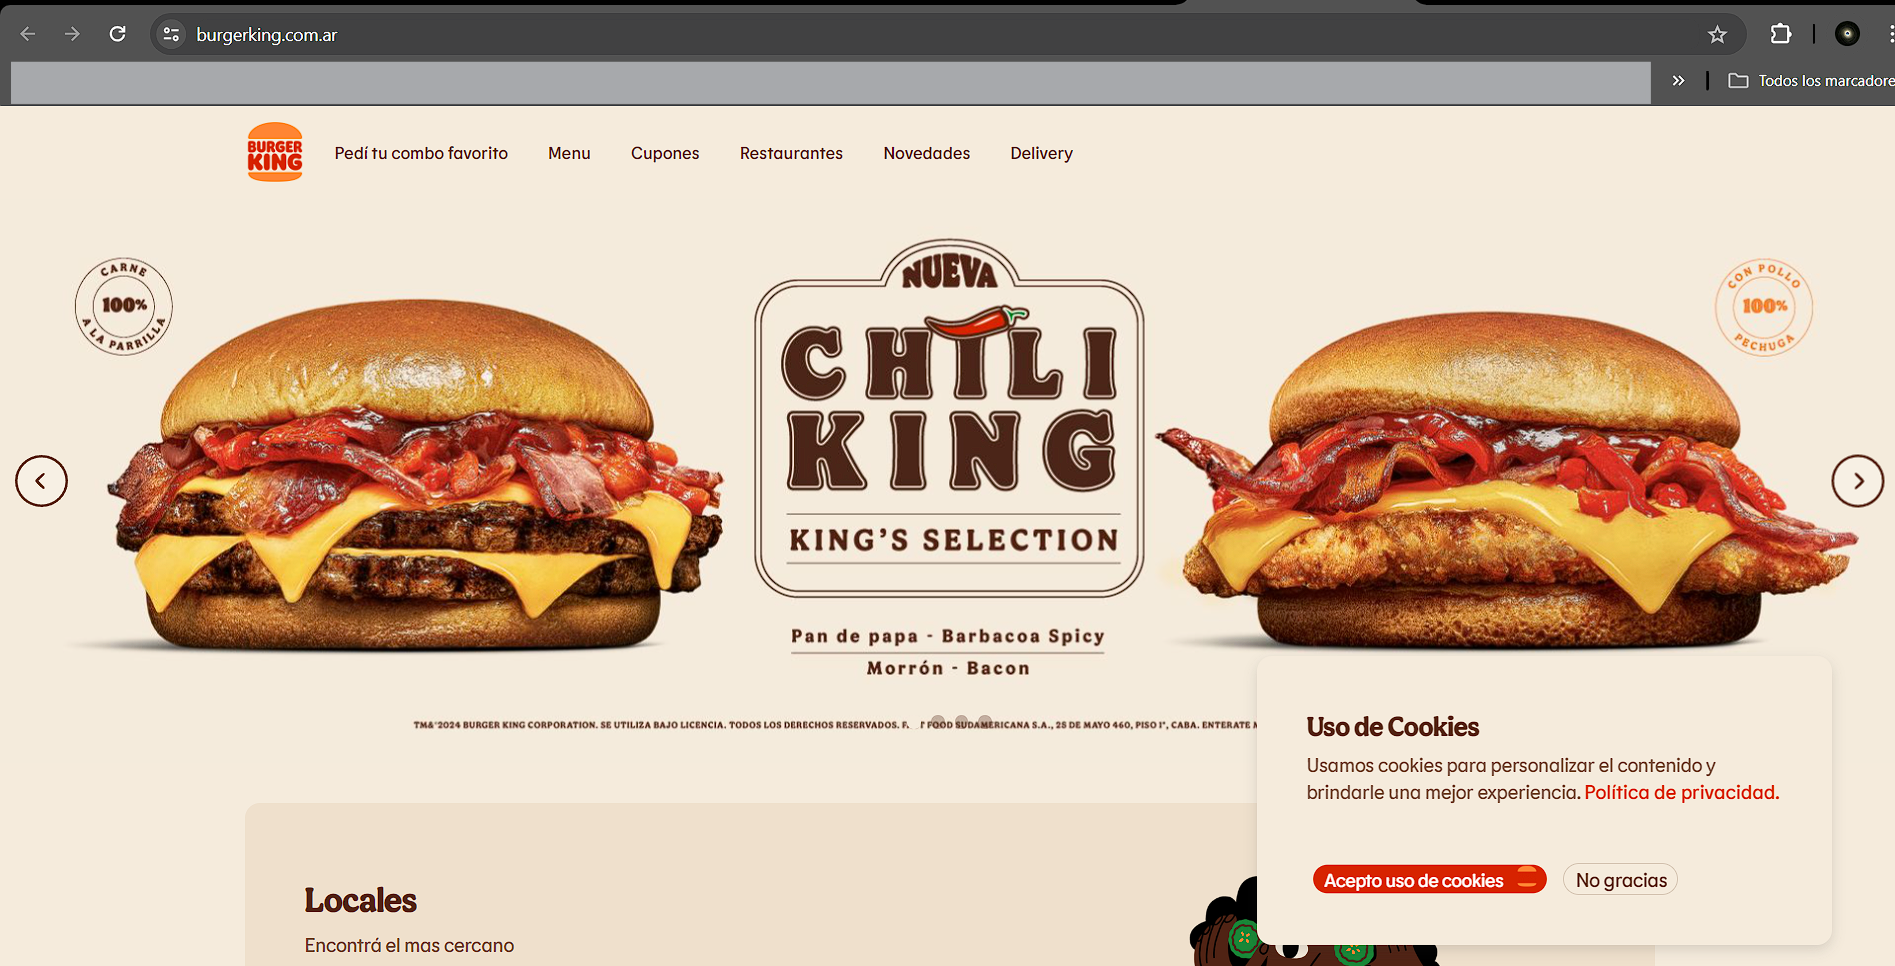 burgerking.com.ar
Todos los marcadore
BURGER
KING
Pedí tu combo favorito
Menu
Cupones
Restaurantes
Novedades
Delivery
CARNE
100%
A LA PARRILLA
NUEVA
CHILI
KING
KING'S SELECTION
Pan de papa - Barbacoa Spicy
Morrón - Bacon
CON POLLO
100%
PECHUGA
TM&©2024 BURGER KING CORPORATION. SE UTILIZA BAJO LICENCIA. TODOS LOS DERECHOS RESERVADOS. F. T FOOD SUDAMERICANA S.A., 25 DE MAYO 460, PISO 1°, CABA. ENTERATE
Uso de Cookies
Usamos cookies para personalizar el contenido y
brindarle una mejor experiencia. Política de privacidad.
Acepto uso de cookies
No gracias
Locales
Encontrá el mas cercano